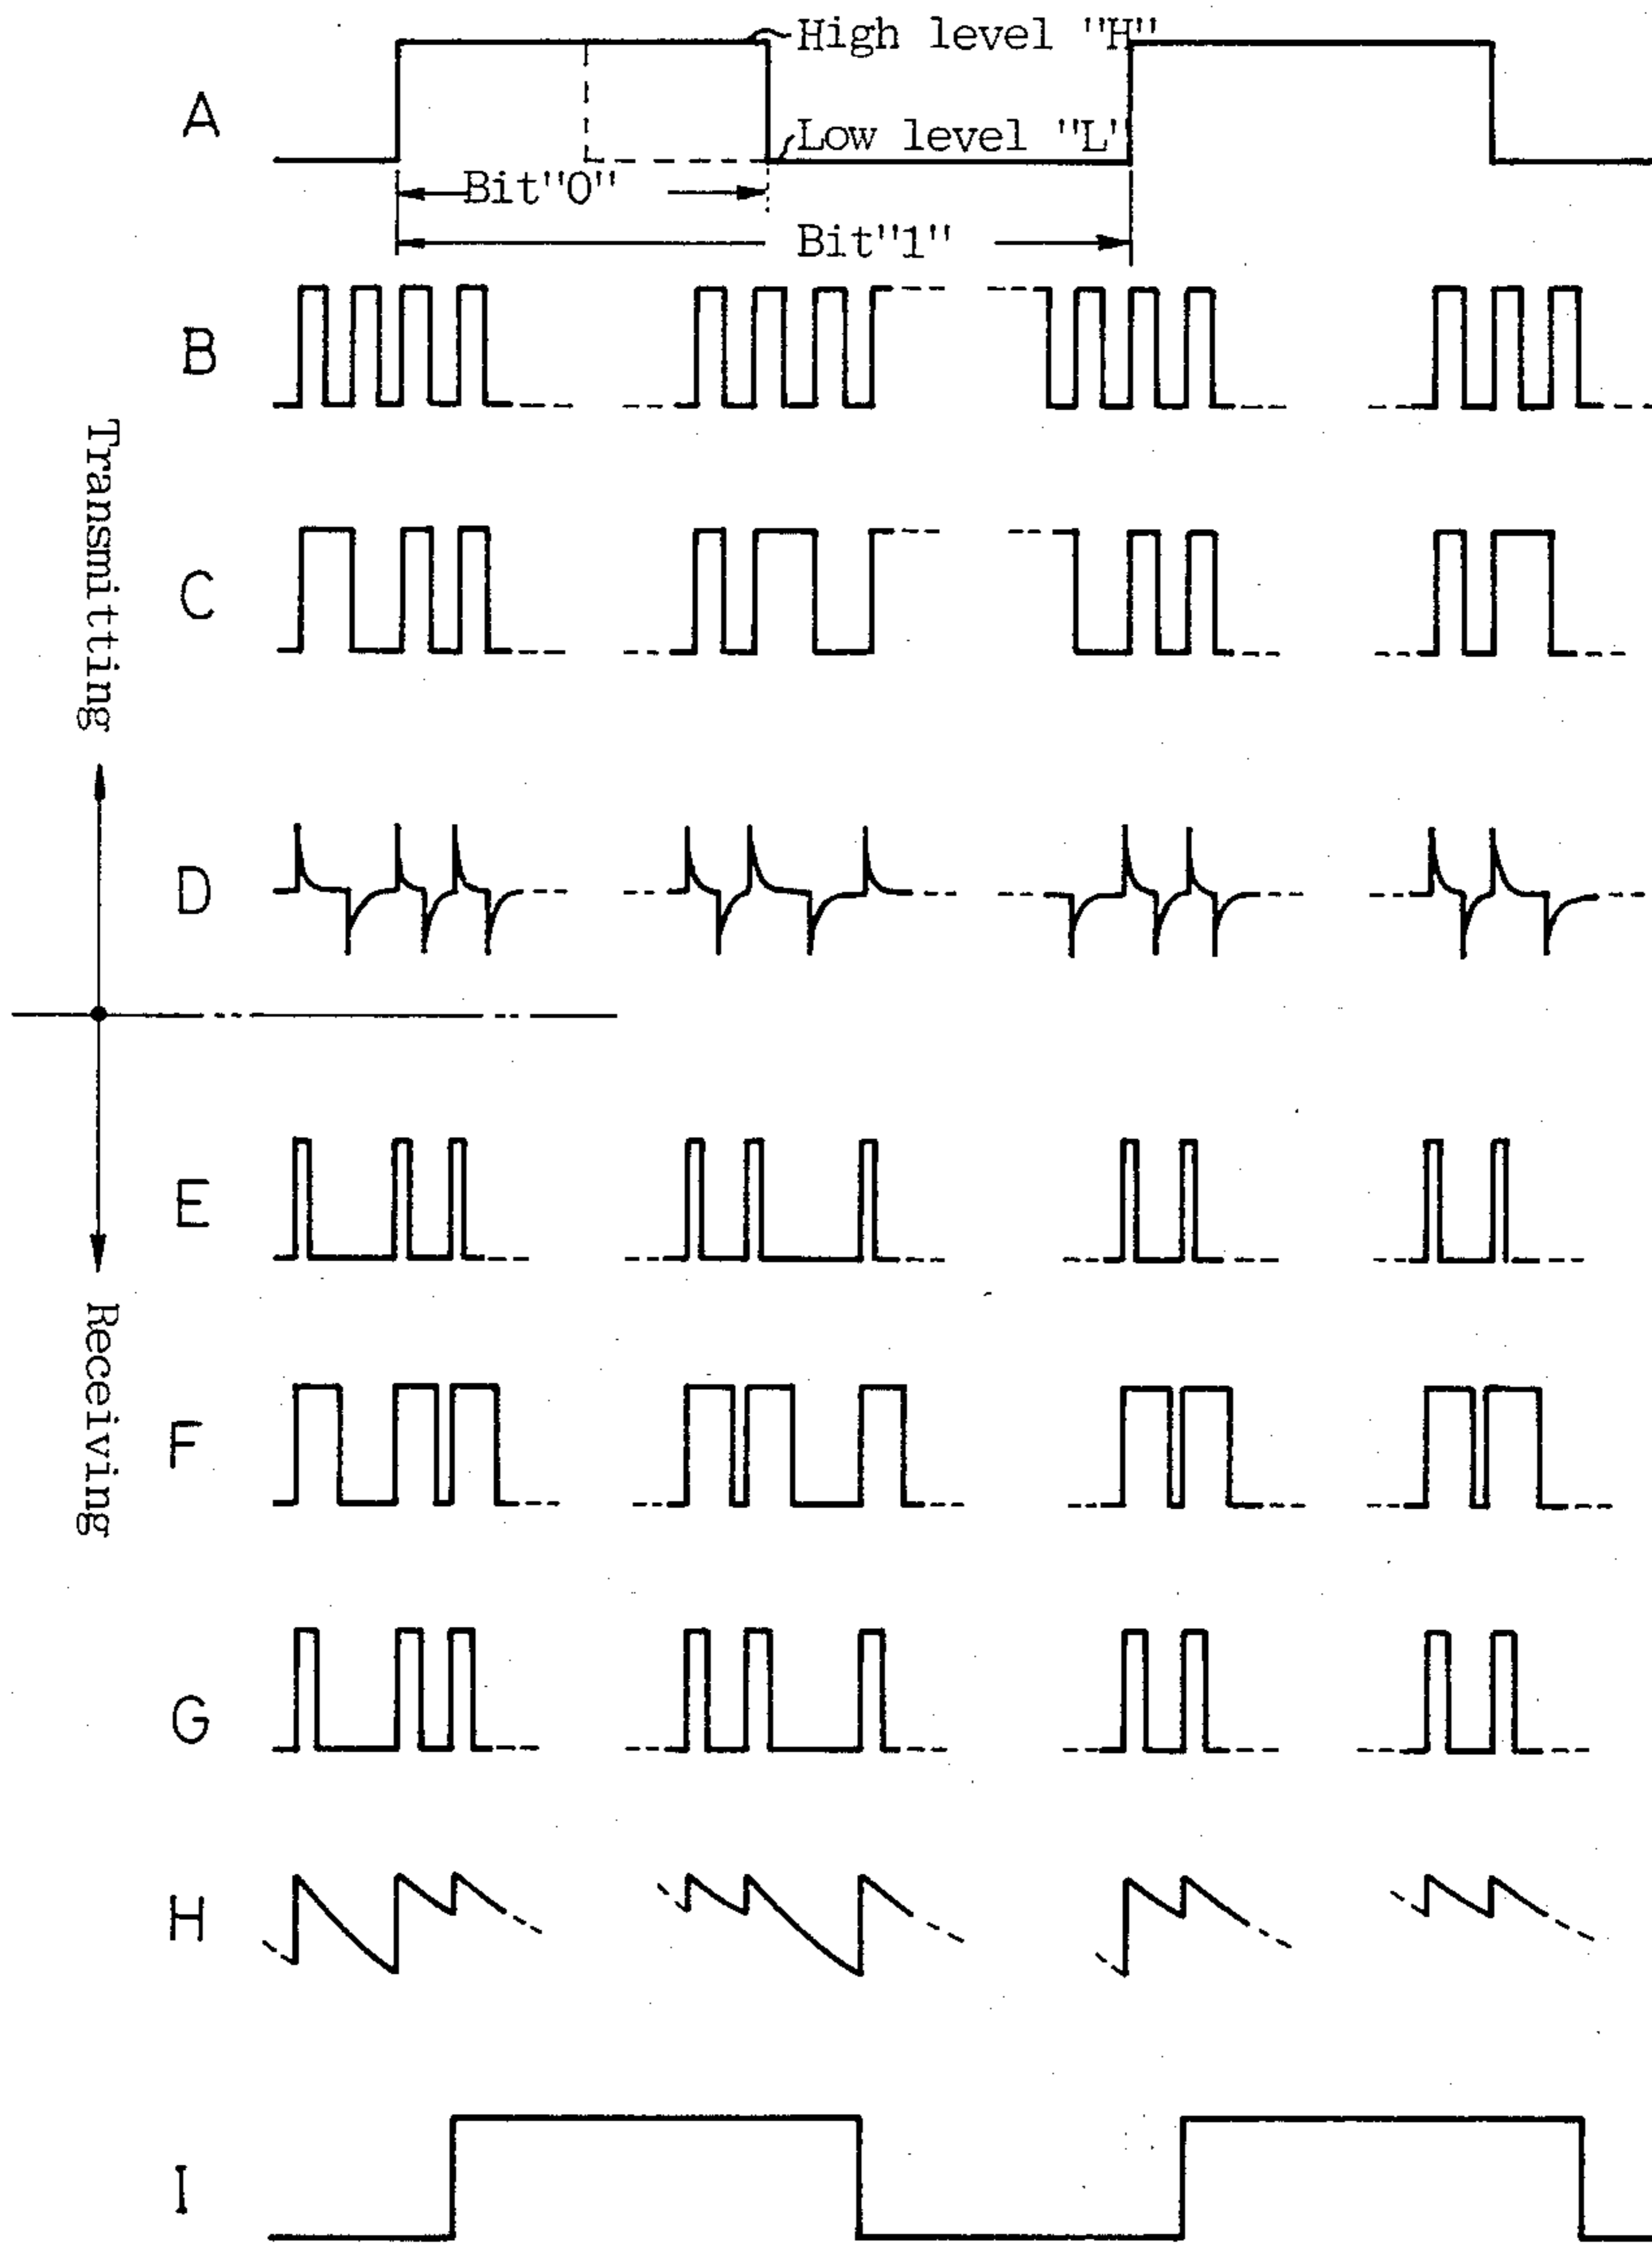 High level "H"
A
Low level "L"
Bit"0"
Bit"1"
B
Transmitting
C
D
E
Receiving
F
G
H
I